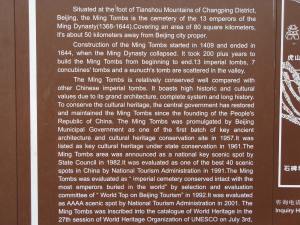 Situated at the foot of Tianshou Mountains of Changping District,
Beijing, the Ming Tombs is the cemetery of the 13 emperors of the
Ming Dynasty(1368-1644).Covering an area of 80 square kilometers,
It's about 50 kilometers away from Beijing city proper.
Construction of the Ming Tombs started in 1409 and ended in
1644, when the Ming Dynasty collapsed. It took 200 plus years to
build the Ming Tombs from beginning to end.13 imperial tombs, 7
concubines' tombs and a eunuch's tomb are scattered in the valley.
The Ming Tombs is relatively conserved well compared with
other Chinese imperial tombs. It boasts high historic and cultural
values due to its grand architecture, complete system and long history.
To conserve the cultural heritage, the central government has restored
and maintained the Ming Tombs since the founding of the People's
Republic of China. The Ming Tombs was promulgated by Beijing
Municipal Government as one of the first batch of key ancient
architecture and cultural heritage conservation site in 1957.It was
listed as key cultural heritage under state conservation in 1961.The
Ming Tombs area was announced as a national key scenic spot by
State Council in 1982.It was evaluated as one of the best 40 scenic
spots in China by National Tourism Administration in 1991.The Ming
Tombs was evaluated as " imperial cemetery conserved intact with the
most emperors buried in the world" by selection and evaluation
committee of " World Top on Beijing Tourism" in 1992.It was evaluated
as AAAA scenic spot by National Tourism Administration in 2001. The
Ming Tombs was inscribed into the catalogue of World Heritage in the
27th session of World Heritage Organization of UNESCO on July 3rd,
虎山
石碑
咨询电话
Inquiry H